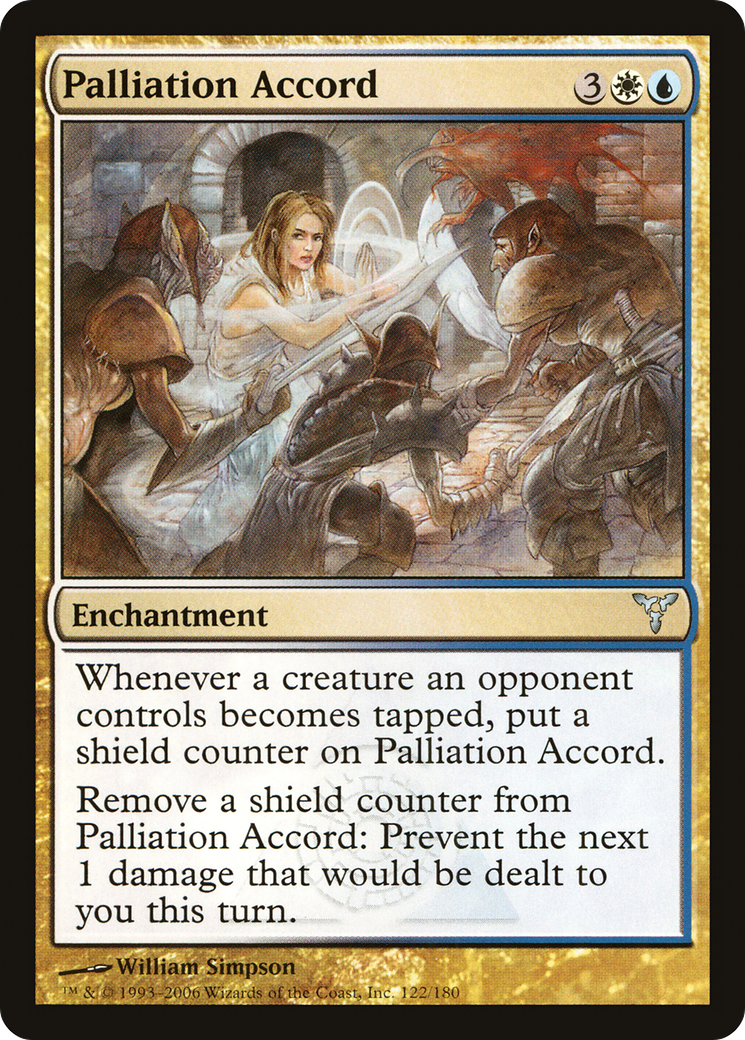 Palliation Accord 3
Enchantment
Whenever a creature an opponent
controls becomes tapped, put a
shield counter on Palliation Accord.
Remove a shield counter from
Palliation Accord: Prevent the next
1 damage that would be dealt to
you this turn.
William Simpson
™ & © 1993–2006 Wizards of the Coast, Inc. 122/180